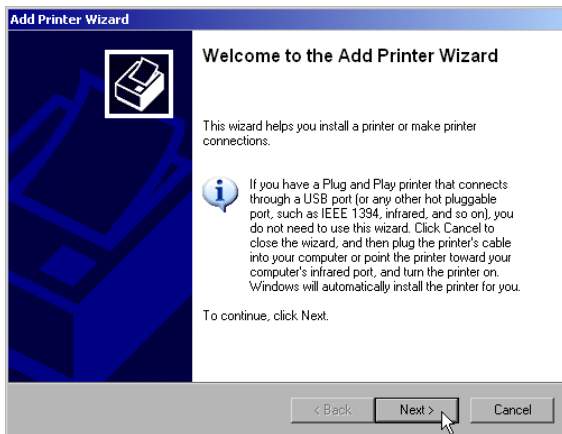 Add Printer Wizard
Welcome to the Add Printer Wizard
This wizard helps you install a printer or make printer
connections.
If you have a Plug and Play printer that connects
through a USB port (or any other hot pluggable
port, such as IEEE 1394, infrared, and so on), you
do not need to use this wizard. Click Cancel to
close the wizard, and then plug the printer's cable
into your computer or point the printer toward your
computer's infrared port, and turn the printer on.
Windows will automatically install the printer for you.
To continue, click Next.
< Back Next > Cancel